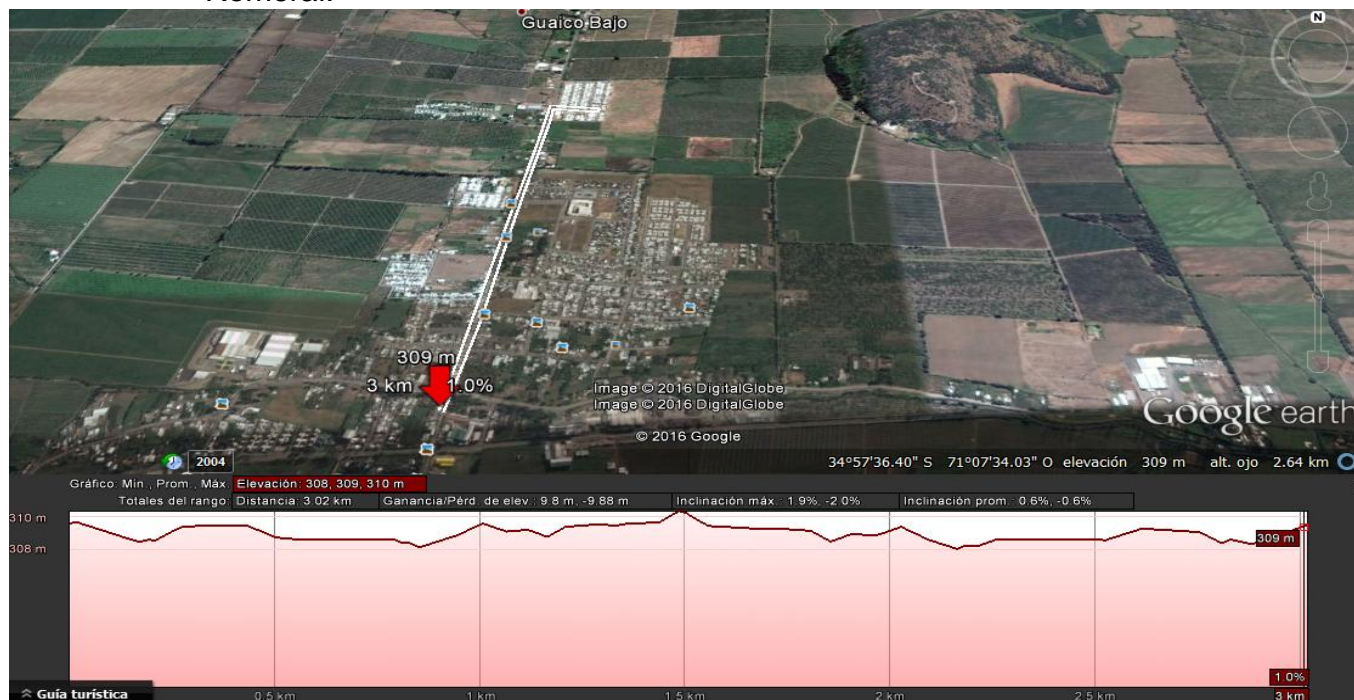 Guaico Bajo
N
309 m
3 km 1.0%
Image © 2016 DigitalGlobe
Image © 2016 DigitalGlobe
© 2016 Google
Google earth
2004
34°57'36.40" S 71°07'34.03" O elevación 309 m alt. ojo 2.64 km
Gráfico: Min., Prom., Máx. Elevación: 308, 309, 310 m
Totales del rango: Distancia: 3.02 km Ganancia/Pérd. de elev.: 9.8 m, -9.88 m Inclinación máx.: 1.9%, -2.0% Inclinación prom.: 0.6%, -0.6%
310 m
308 m
309 m
1.0%
Guía turística 0.5 km 1 km 1.5 km 2 km 2.5 km 3 km